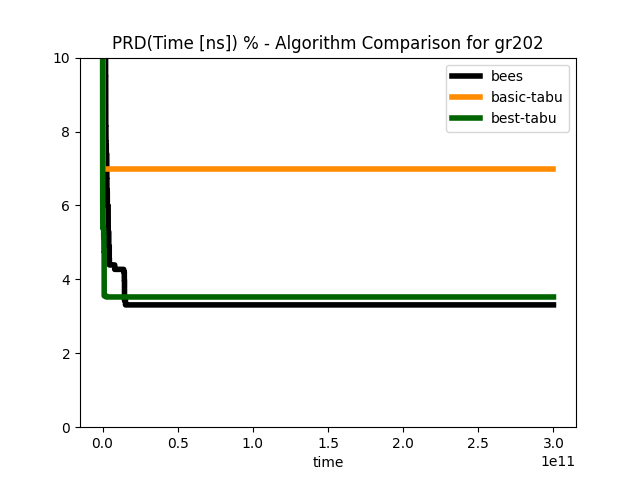 PRD(Time [ns]) % - Algorithm Comparison for gr202
bees
basic-tabu
best-tabu
10
8
6
4
2
0
0.0 0.5 1.0 1.5 2.0 2.5 3.0
1e11
time